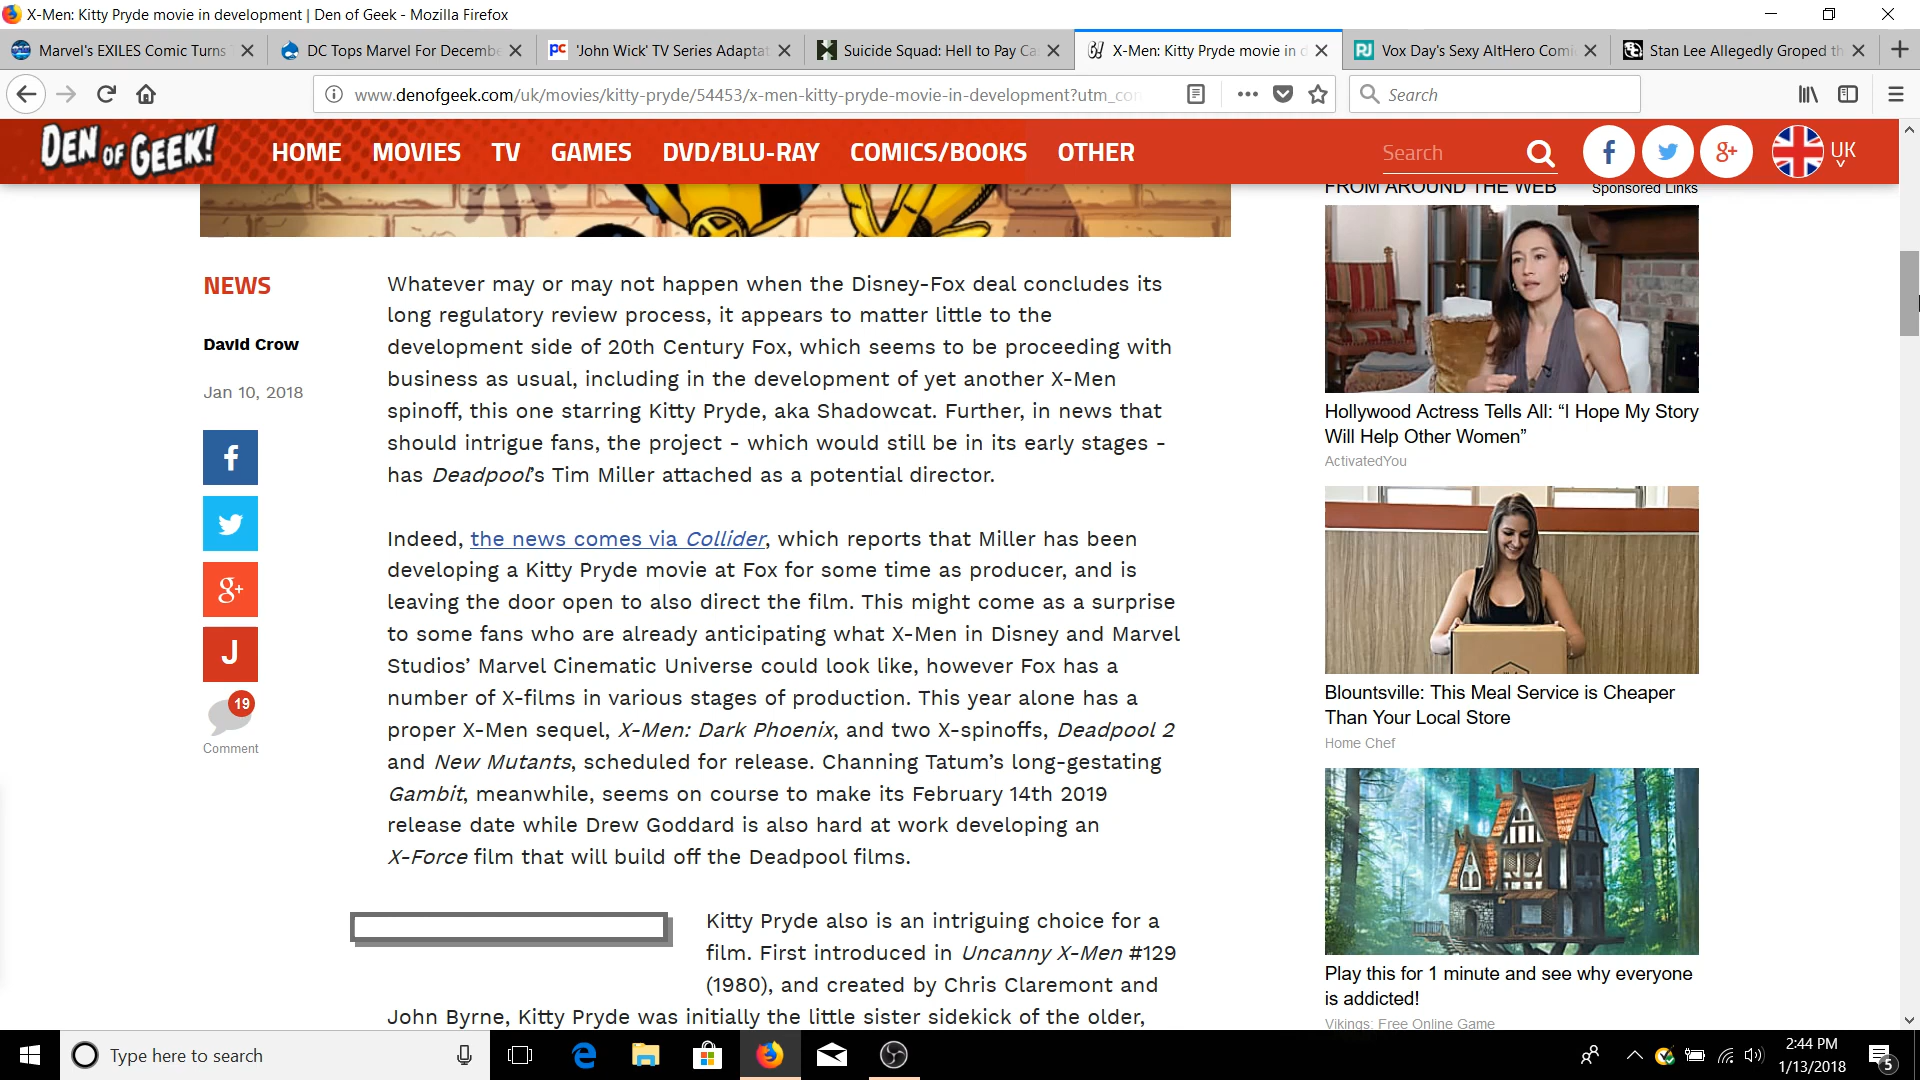 X-Men: Kitty Pryde movie in development | Den of Geek - Mozilla Firefox
Marvel's EXILES Comic Turns
DC Tops Marvel For Decembe
pc 'John Wick' TV Series Adaptat
Suicide Squad: Hell to Pay Ca
X-Men: Kitty Pryde movie in d
RJ Vox Day's Sexy AltHero Comi
Stan Lee Allegedly Groped th
www.denofgeek.com/uk/movies/kitty-pryde/54453/x-men-kitty-pryde-movie-in-development?utm_con
Search
DEN OF GEEK!
HOME MOVIES TV GAMES DVD/BLU-RAY COMICS/BOOKS OTHER
Search
f
g+
UK
FROM AROUND THE WEB Sponsored Links
NEWS
David Crow
Jan 10, 2018
f
g+
J
19
Comment
Whatever may or may not happen when the Disney-Fox deal concludes its
long regulatory review process, it appears to matter little to the
development side of 20th Century Fox, which seems to be proceeding with
business as usual, including in the development of yet another X-Men
spinoff, this one starring Kitty Pryde, aka Shadowcat. Further, in news that
should intrigue fans, the project - which would still be in its early stages -
has Deadpool's Tim Miller attached as a potential director.
Indeed, the news comes via Collider, which reports that Miller has been
developing a Kitty Pryde movie at Fox for some time as producer, and is
leaving the door open to also direct the film. This might come as a surprise
to some fans who are already anticipating what X-Men in Disney and Marvel
Studios’ Marvel Cinematic Universe could look like, however Fox has a
number of X-films in various stages of production. This year alone has a
proper X-Men sequel, X-Men: Dark Phoenix, and two X-spinoffs, Deadpool 2
and New Mutants, scheduled for release. Channing Tatum’s long-gestating
Gambit, meanwhile, seems on course to make its February 14th 2019
release date while Drew Goddard is also hard at work developing an
X-Force film that will build off the Deadpool films.
Kitty Pryde also is an intriguing choice for a
film. First introduced in Uncanny X-Men #129
(1980), and created by Chris Claremont and
John Byrne, Kitty Pryde was initially the little sister sidekick of the older,
Hollywood Actress Tells All: “I Hope My Story
Will Help Other Women”
ActivatedYou
Blountsville: This Meal Service is Cheaper
Than Your Local Store
Home Chef
Play this for 1 minute and see why everyone
is addicted!
Vikings: Free Online Game
Type here to search
2:44 PM
1/13/2018
5